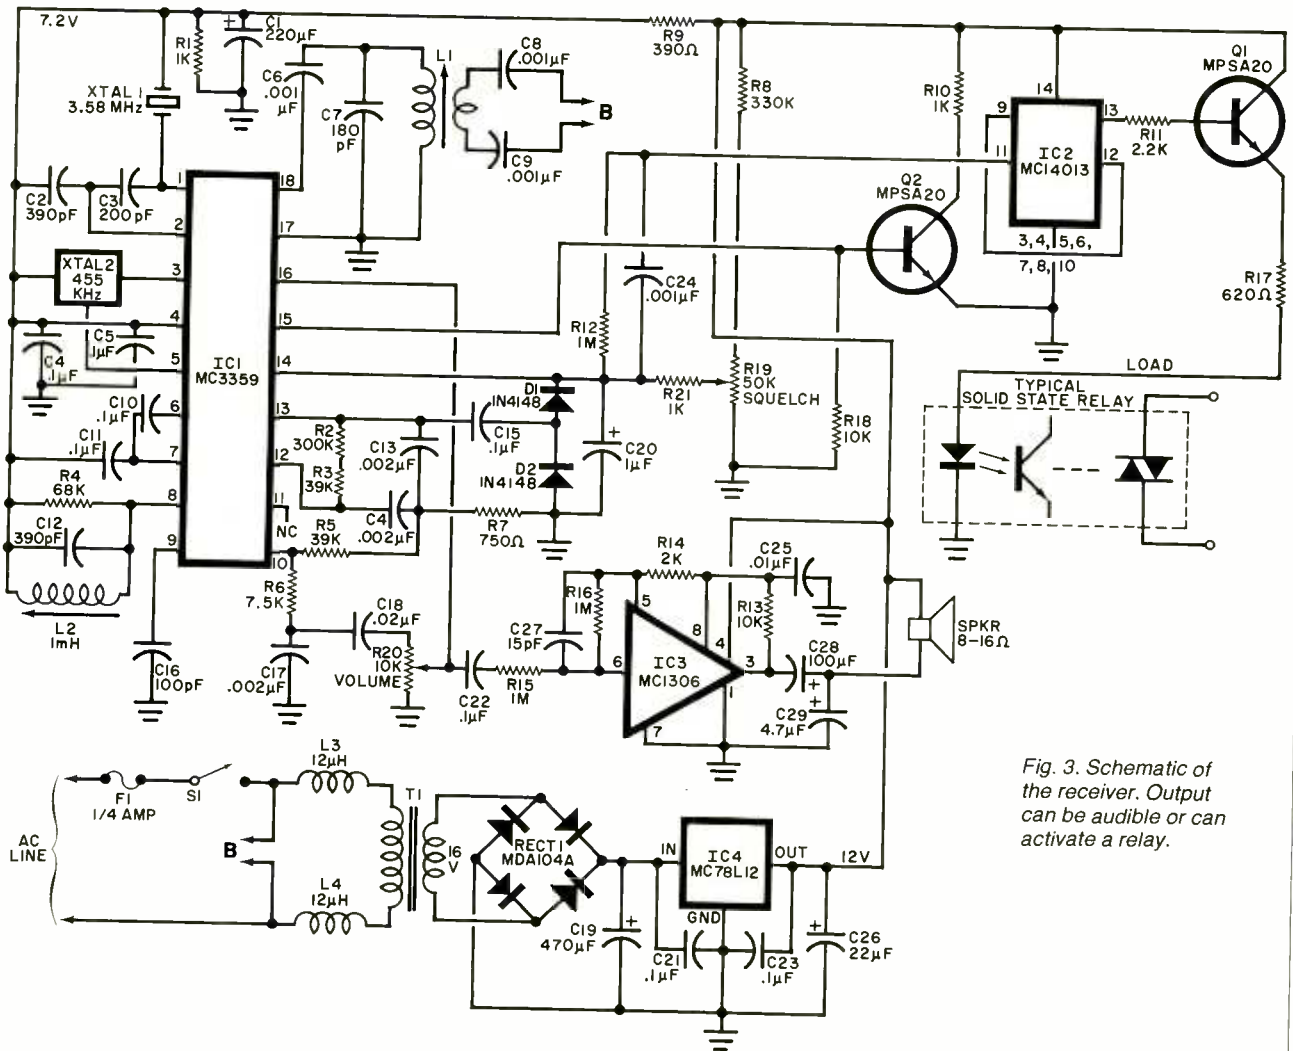 7.2V
R1
1K
C1
220µF
XTAL 1
3.58 MHz
C6
.001
µF
C7
180
pF
L1
C8
.001µF
C9
.001µF
B
R9
390Ω
R8
330K
R10
1K
Q1
MPSA20
14
9
13
11
12
IC2
MC14013
3,4, 5,6,
7,8, 10
R11
2.2K
Q2
MPSA20
R17
620Ω
C2
390pF
C3
200pF
XTAL2
455
KHz
C4
.1µF
C5
.1µF
1
2
3
4
5
6
7
8
9
18
17
16
15
14
13
12
11
NC
10
IC1
MC3359
C10
.1µF
C11
.1µF
R4
68K
C12
390pF
L2
1mH
C16
100pF
R2
300K
R3
39K
C13
.002µF
C4
.002µF
R5
39K
R6
7.5K
R7
750Ω
C15
.1µF
D1
1N4148
D2
1N4148
C20
1µF
R12
1M
C24
.001µF
R21
1K
R19
50K
SQUELCH
R18
10K
LOAD
TYPICAL
SOLID STATE RELAY
C17
.002µF
C18
.02µF
R20
10K
VOLUME
C22
.1µF
R15
1M
C27
15pF
R16
1M
R14
2K
5
8
4
6
3
1
7
IC3
MC1306
R13
10K
C25
.01µF
C28
100µF
C29
4.7µF
SPKR
8-16Ω
AC
LINE
F1
1/4 AMP
S1
B
L3
12µH
L4
12µH
T1
16
V
RECT 1
MDA104A
C19
470µF
IN
IC4
MC78L12
OUT
GND
12V
C21
.1µF
C23
.1µF
C26
22µF
Fig. 3. Schematic of
the receiver. Output
can be audible or can
activate a relay.